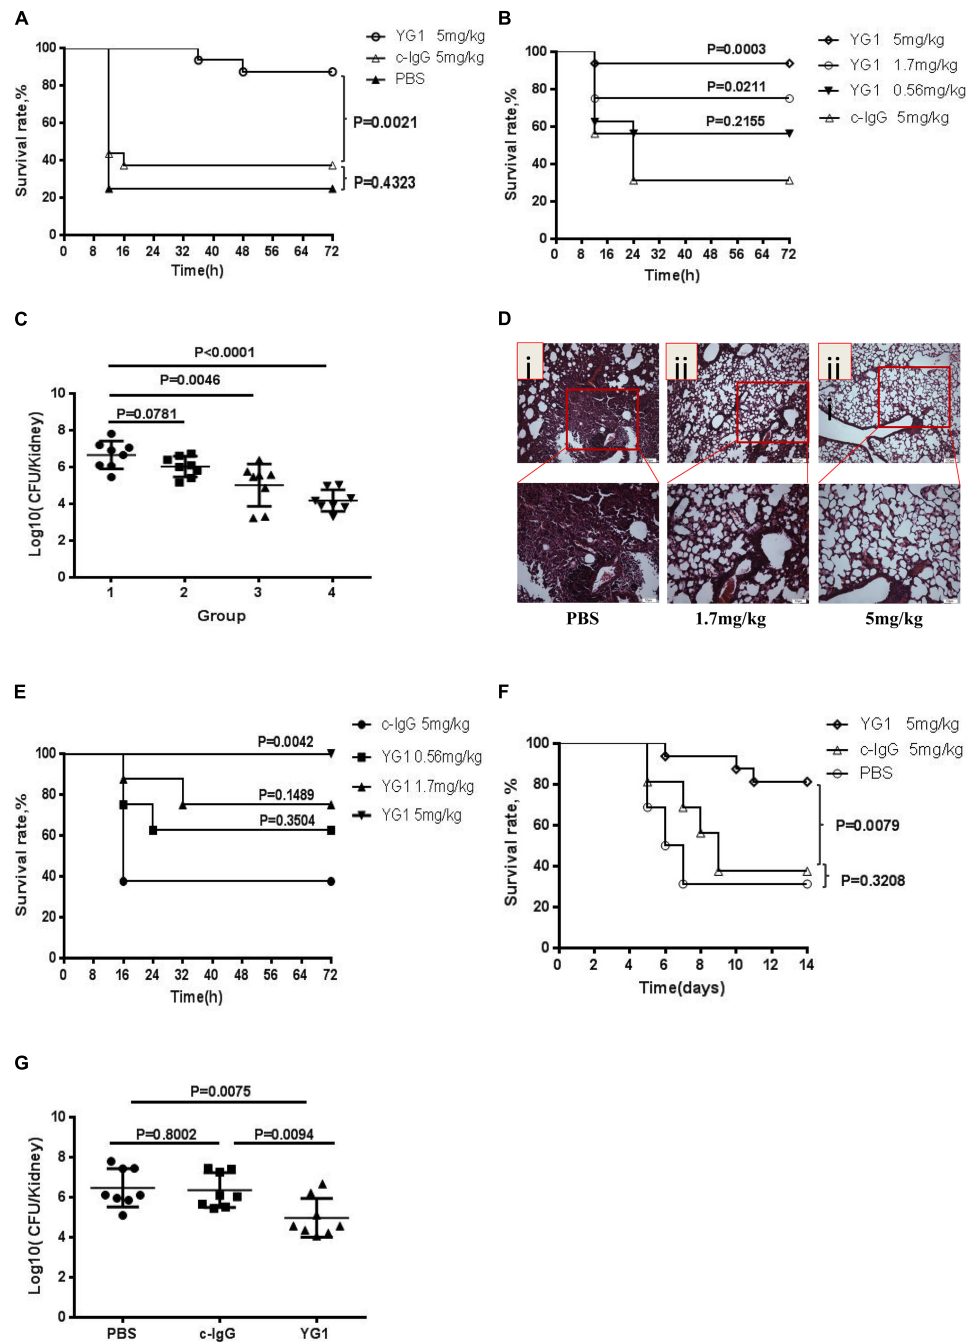 A
YG1 5mg/kg
c-IgG 5mg/kg
PBS
Survival rate,%
100
80
60
40
20
0
P=0.0021
P=0.4323
0 8 16 24 32 40 48 56 64 72
Time(h)
B
YG1 5mg/kg
YG1 1.7mg/kg
YG1 0.56mg/kg
c-IgG 5mg/kg
Survival rate,%
100
80
60
40
20
0
P=0.0003
P=0.0211
P=0.2155
0 8 16 24 32 40 48 56 64 72
Time(h)
C
P<0.0001
P=0.0046
P=0.0781
Log10( CFU/Kidney)
10
8
6
4
2
0
1 2 3 4
Group
D
i ii ii
i
PBS 1.7mg/kg 5mg/kg
E
c-IgG 5mg/kg
YG1 0.56mg/kg
YG1 1.7mg/kg
YG1 5mg/kg
Survival rate,%
100
80
60
40
20
0
P=0.0042
P=0.1489
P=0.3504
0 8 16 24 32 40 48 56 64 72
Time(h)
F
YG1 5mg/kg
c-IgG 5mg/kg
PBS
Survival rate, %
100
80
60
40
20
0
P=0.0079
P=0.3208
0 2 4 6 8 10 12 14
Time(days)
G
P=0.0075
P=0.8002 P=0.0094
Log10( CFU/Kidney)
10
8
6
4
2
0
PBS c-IgG YG1